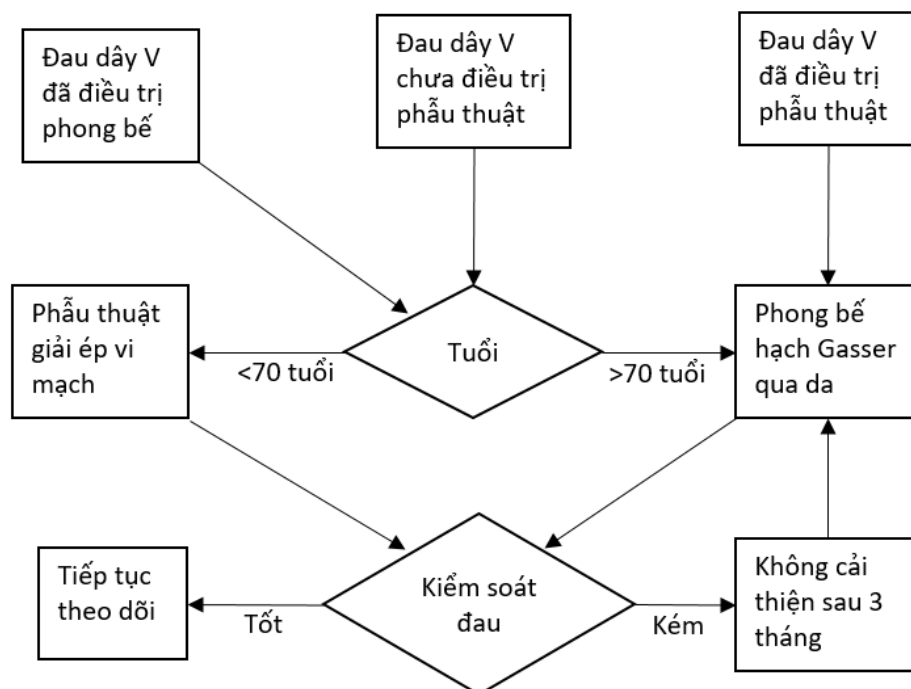 Đau dây V
đã điều trị
phong bế
Đau dây V
chưa điều trị
phẫu thuật
Đau dây V
đã điều trị
phẫu thuật
Phẫu thuật
giải ép vi
mạch
<70 tuổi
Tuổi
>70 tuổi
Phong bế
hạch Gasser
qua da
Tiếp tục
theo dõi
Tốt
Kiểm soát
đau
Kém
Không cải
thiện sau 3
tháng